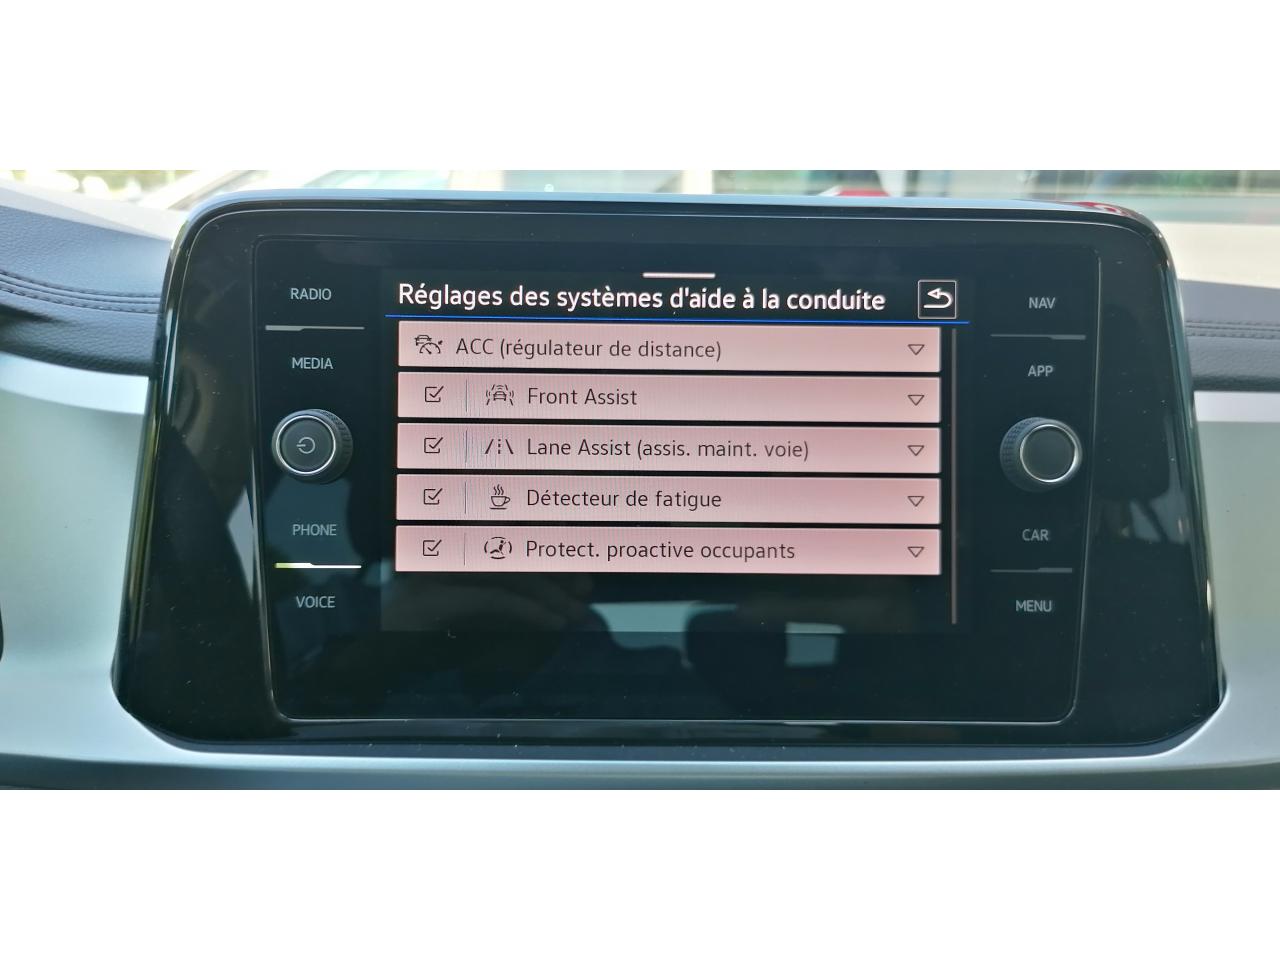 Réglages des systèmes d'aide à la conduite
RADIO
MEDIA
PHONE
VOICE
ACC (régulateur de distance)
Front Assist
Lane Assist (assis. maint. voie)
Détecteur de fatigue
Protect. proactive occupants
NAV
APP
CAR
MENU